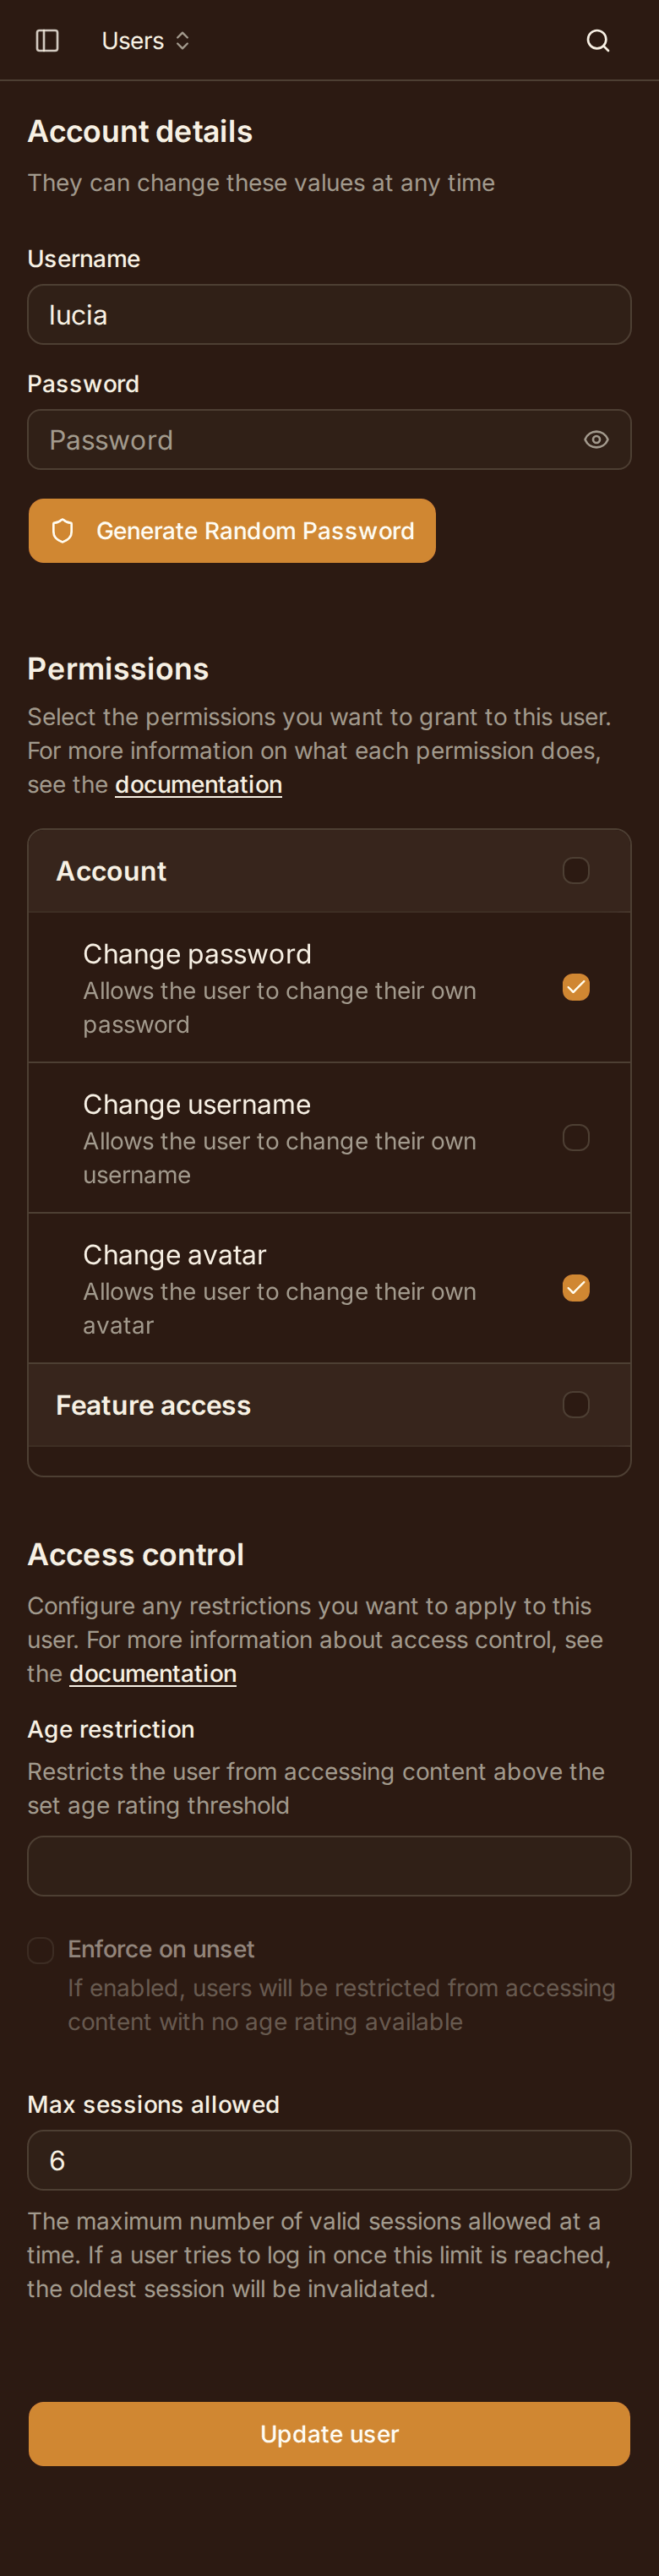 Users
Account details
They can change these values at any time
Username
lucia
Password
Password
Generate Random Password
Permissions
Select the permissions you want to grant to this user.
For more information on what each permission does,
see the documentation
Account
Change password
Allows the user to change their own
password
Change username
Allows the user to change their own
username
Change avatar
Allows the user to change their own
avatar
Feature access
Access control
Configure any restrictions you want to apply to this
user. For more information about access control, see
the documentation
Age restriction
Restricts the user from accessing content above the
set age rating threshold
Enforce on unset
If enabled, users will be restricted from accessing
content with no age rating available
Max sessions allowed
6
The maximum number of valid sessions allowed at a
time. If a user tries to log in once this limit is reached,
the oldest session will be invalidated.
Update user